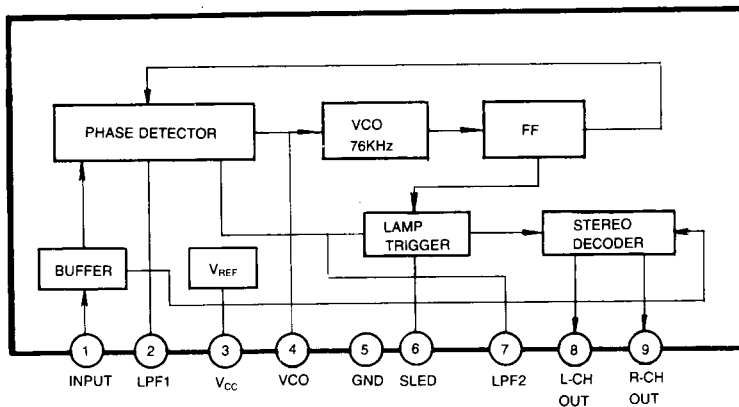 PHASE DETECTOR
VCO
76KHz
FF
LAMP
TRIGGER
STEREO
DECODER
BUFFER
VREF
1 2 3 4 5 6 7 8 9
INPUT LPF1 VCC VCO GND SLED LPF2 L-CH R-CH
OUT OUT